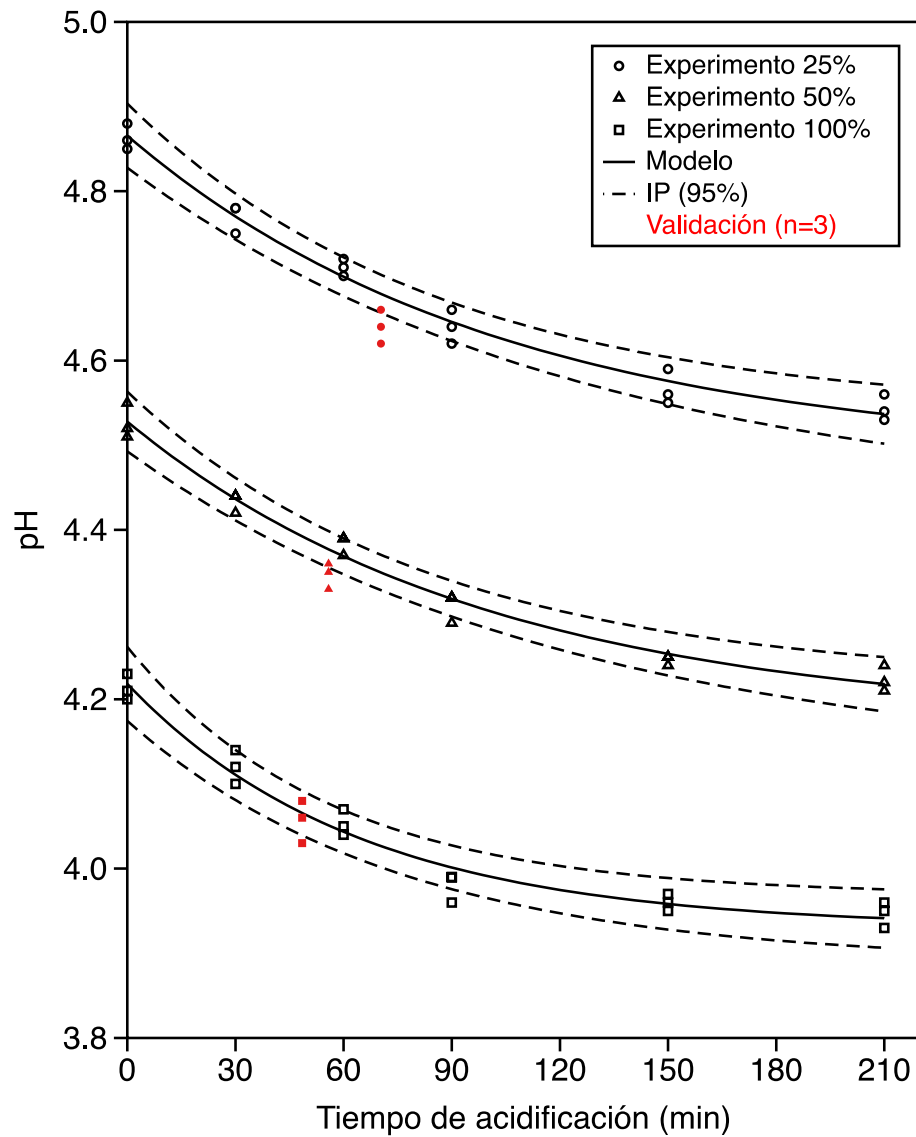 5.0
4.8
4.6
4.4
4.2
4.0
3.8
pH
Experimento 25%
Experimento 50%
Experimento 100%
Modelo
IP (95%)
Validación (n=3)
0 30 60 90 120 150 180 210
Tiempo de acidificación (min)